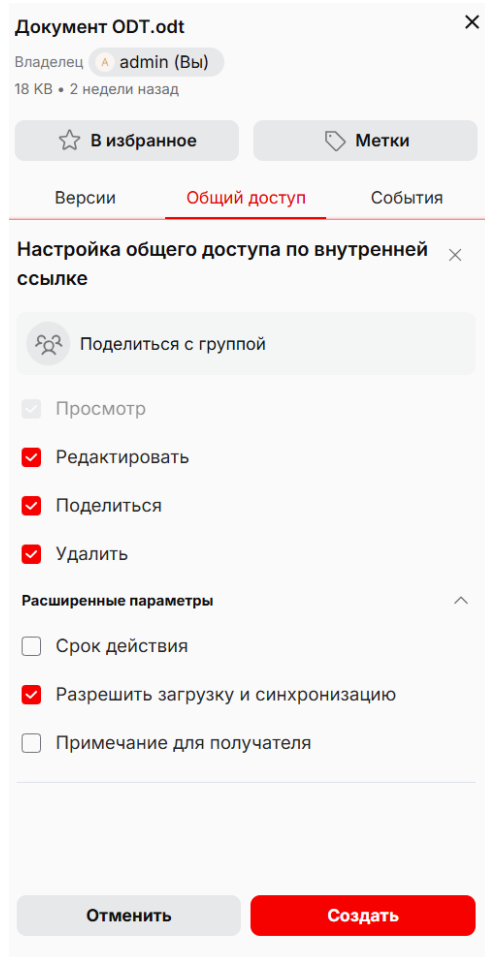 Документ ODT.odt
Владелец A admin (Вы)
18 KB • 2 недели назад
В избранное Метки
Версии Общий доступ События
Настройка общего доступа по внутренней
ссылке
Поделиться с группой
Просмотр
Редактировать
Поделиться
Удалить
Расширенные параметры
Срок действия
Разрешить загрузку и синхронизацию
Примечание для получателя
Отменить Создать